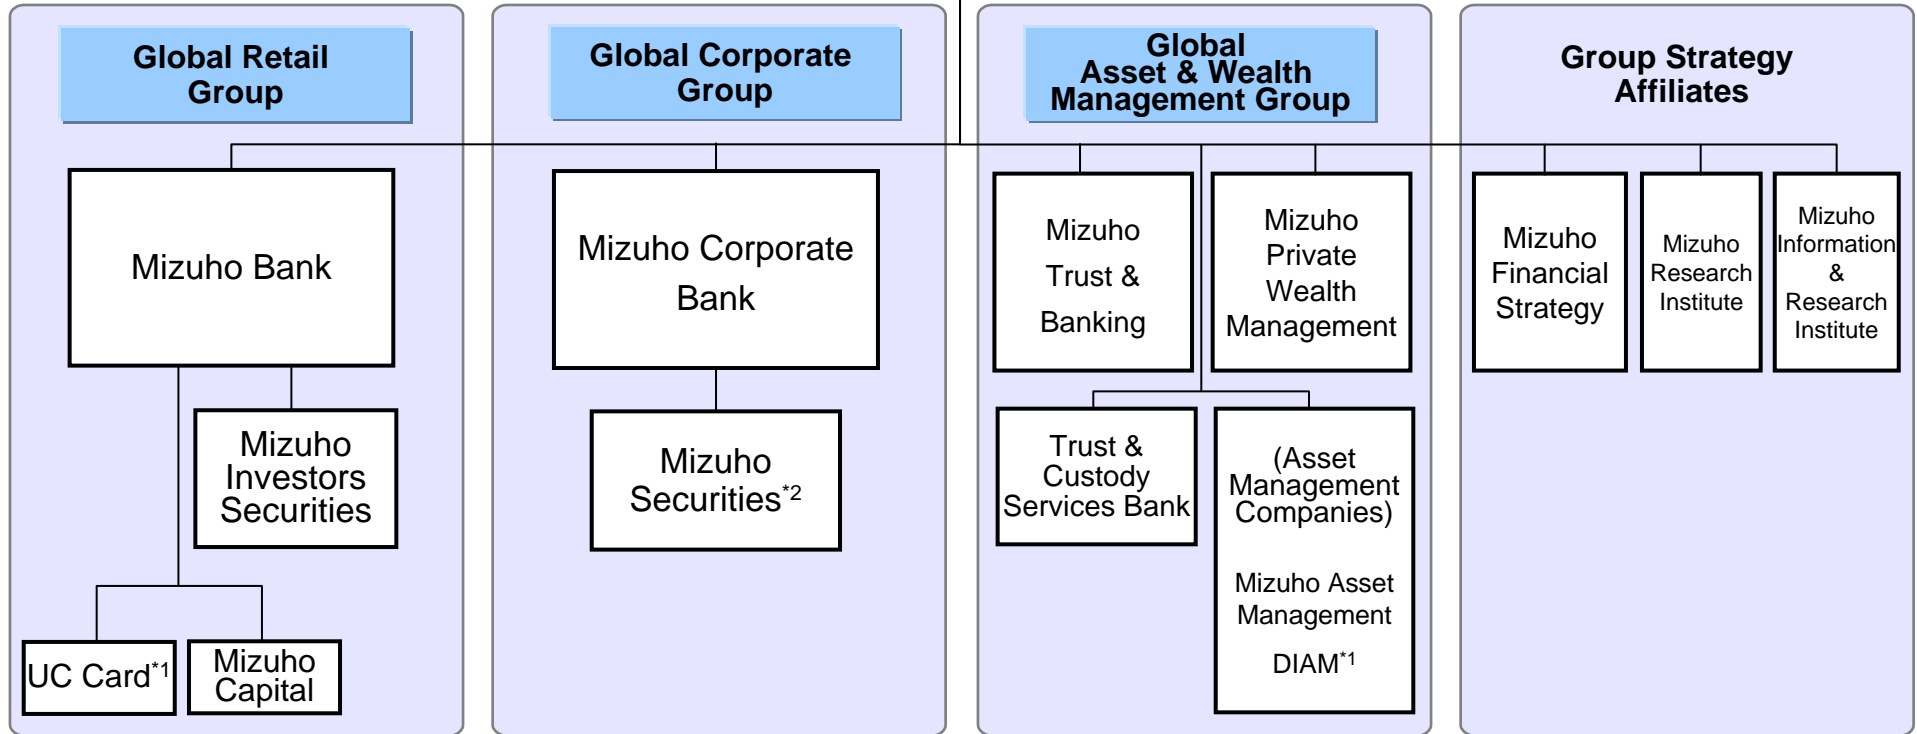 Global Retail
Group
Global Corporate
Group
Global
Asset & Wealth
Management Group
Group Strategy
Affiliates
Mizuho Bank
Mizuho Investors
Securities
UC Card*1
Mizuho
Capital
Mizuho Corporate
Bank
Mizuho
Securities*2
Mizuho
Trust &
Banking
Mizuho
Private
Wealth
Management
Trust &
Custody
Services Bank
(Asset
Management
Companies)
Mizuho Asset
Management
DIAM*1
Mizuho
Financial
Strategy
Mizuho
Research
Institute
Mizuho
Information
&
Research
Institute